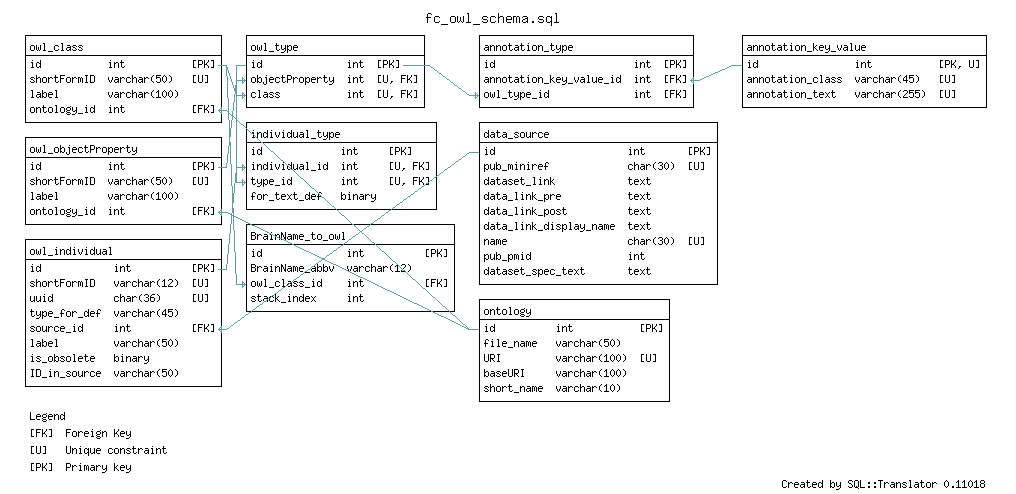 fc_owl_schema.sql
owl_class
id int [PK]
shortFormID varchar(50) [U]
label varchar(100)
ontology_id int [FK]
owl_objectProperty
id int [PK]
shortFormID varchar(50) [U]
label varchar(100)
ontology_id int [FK]
owl_individual
id int [PK]
shortFormID varchar(12) [U]
uuid char(36) [U]
type_for_def varchar(45)
source_id int [FK]
label varchar(50)
is_obsolete binary
ID_in_source varchar(50)
owl_type
id int [PK]
objectProperty int [U, FK]
class int [U, FK]
individual_type
id int [PK]
individual_id int [U, FK]
type_id int [U, FK]
for_text_def binary
BrainName_to_owl
id int [PK]
BrainName_abbv varchar(12)
owl_class_id int [FK]
stack_index int
annotation_type
id int [PK]
annotation_key_value_id int [FK]
owl_type_id int [FK]
data_source
id int [PK]
pub_miniref char(30) [U]
dataset_link text
data_link_pre text
data_link_post text
data_link_display_name text
name char(30) [U]
pub_pmid int
dataset_spec_text text
ontology
id int [PK]
file_name varchar(50)
URI varchar(100) [U]
baseURI varchar(100)
short_name varchar(10)
annotation_key_value
id int [PK, U]
annotation_class varchar(45) [U]
annotation_text varchar(255) [U]
Legend
[FK] Foreign Key
[U] Unique constraint
[PK] Primary key
Created by SQL::Translator 0.11018